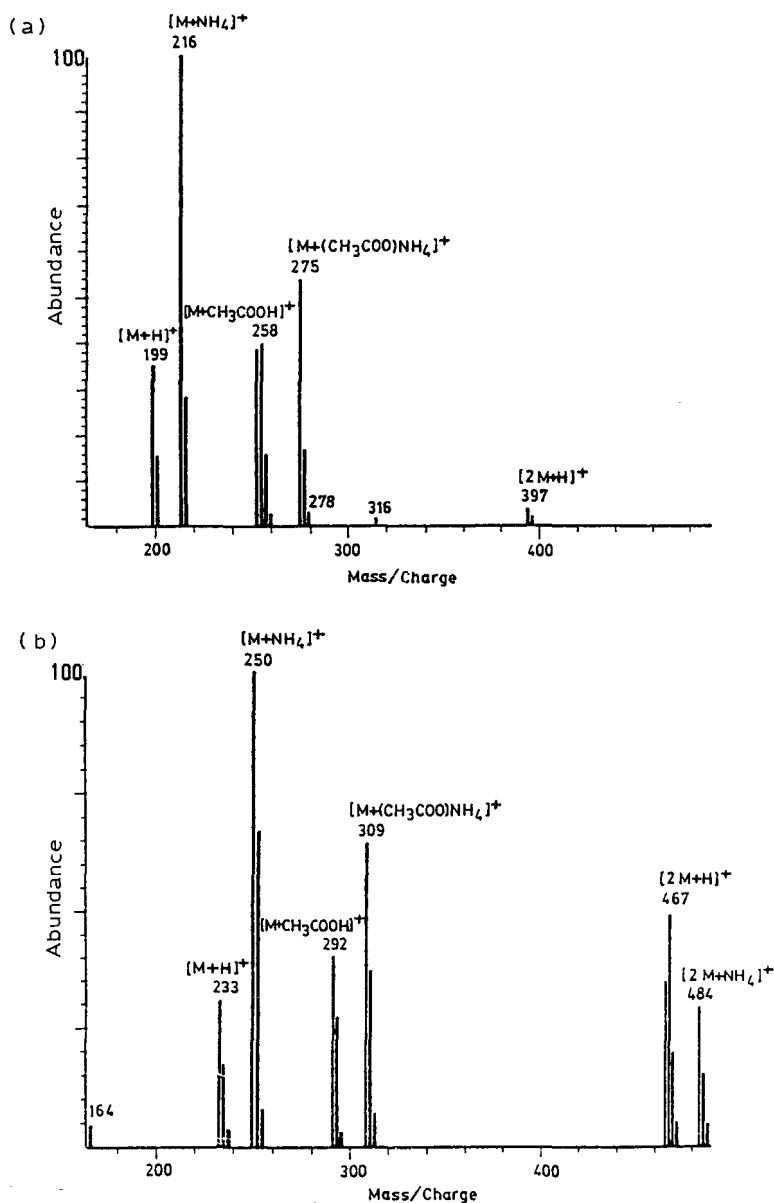 (a)
[M+NH₄]⁺
216
100
[M+(CH₃COO)NH₄]⁺
275
[M+CH₃COOH]⁺
258
[M+H]⁺
199
[2M+H]⁺
397
278
316
Abundance
200
300
400
Mass/Charge
(b)
[M+NH₄]⁺
250
100
[M+(CH₃COO)NH₄]⁺
309
[2M+H]⁺
467
[M+CH₃COOH]⁺
292
[M+H]⁺
233
[2M+NH₄]⁺
484
164
Abundance
200
300
400
Mass/Charge